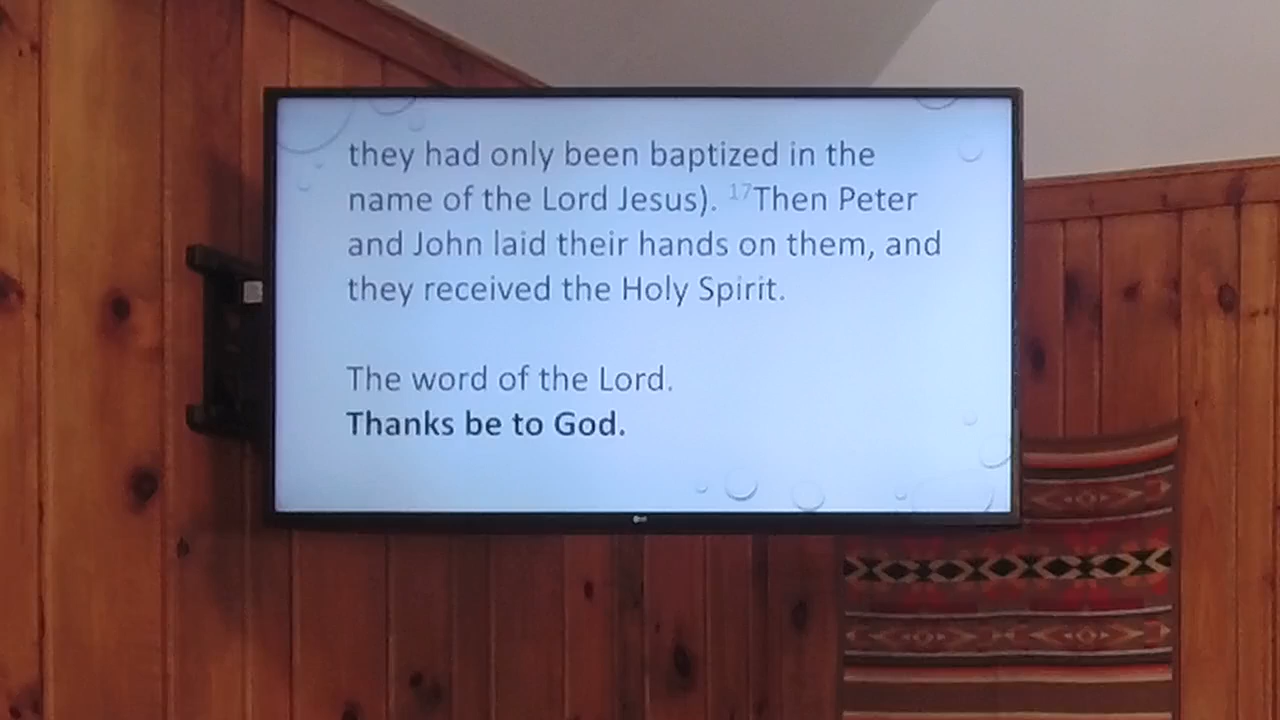 they had only been baptized in the
name of the Lord Jesus). 17Then Peter
and John laid their hands on them, and
they received the Holy Spirit.
The word of the Lord.
Thanks be to God.